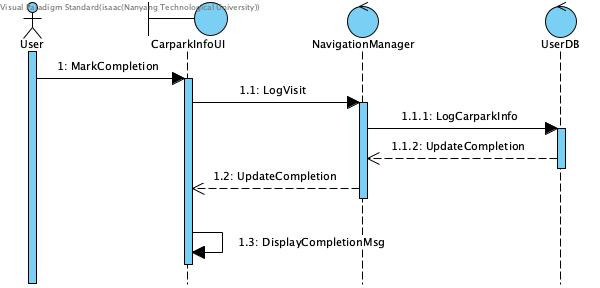 Visual Paradigm Standard(isaac(Nanyang Technological University))
User
CarparkInfoUI
NavigationManager
UserDB
1: MarkCompletion
1.1: LogVisit
1.1.1: LogCarparkInfo
1.1.2: UpdateCompletion
1.2: UpdateCompletion
1.3: DisplayCompletionMsg